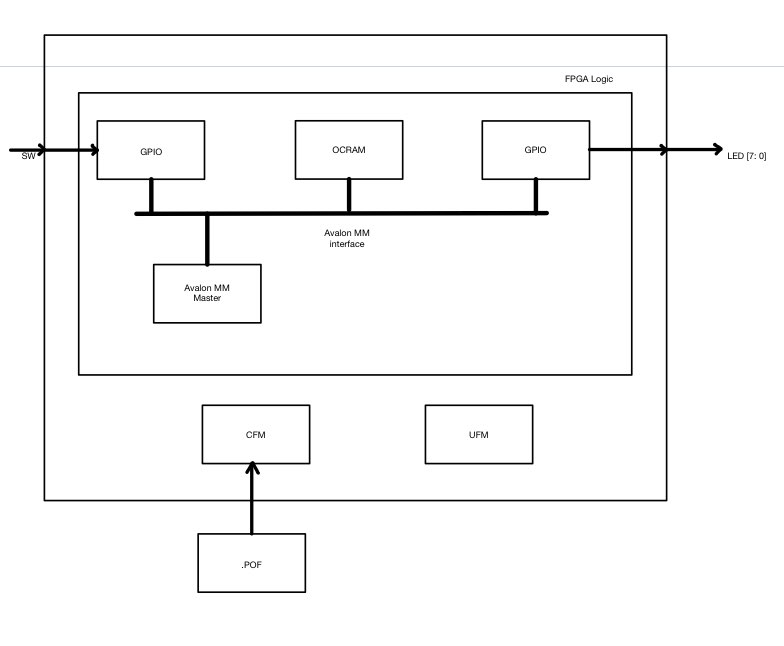 FPGA Logic
GPIO
OCRAM
GPIO
SW
LED [7: 0]
Avalon MM
interface
Avalon MM
Master
CFM
UFM
.POF